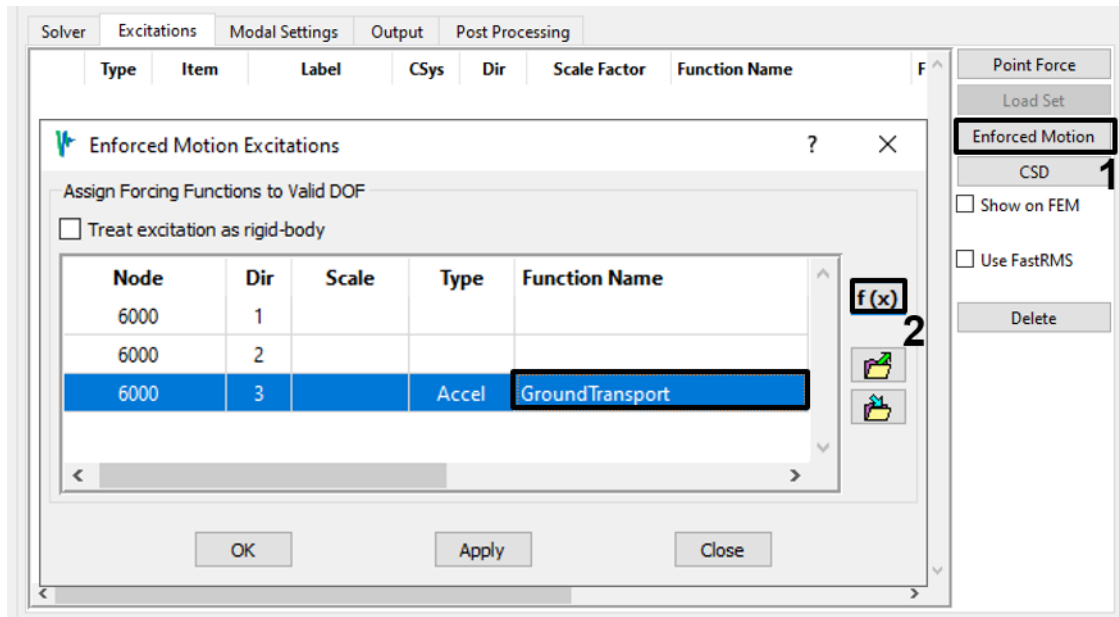 Solver Excitations Modal Settings Output Post Processing
Type Item Label CSys Dir Scale Factor Function Name F
Point Force
Load Set
Enforced Motion
1
CSD
Show on FEM
Use FastRMS
Delete
Enforced Motion Excitations ?
Assign Forcing Functions to Valid DOF
Treat excitation as rigid-body
Node Dir Scale Type Function Name
6000 1
6000 2
6000 3 Accel GroundTransport
f (x)
2
OK Apply Close